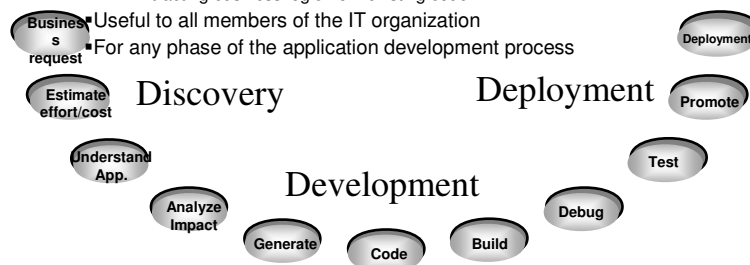 ▪Useful to all members of the IT organization
▪For any phase of the application development process
Busines
s
request
Deployment
Estimate
effort/cost
Discovery
Deployment
Promote
Understand
App.
Test
Development
Analyze
Impact
Debug
Generate
Code
Build